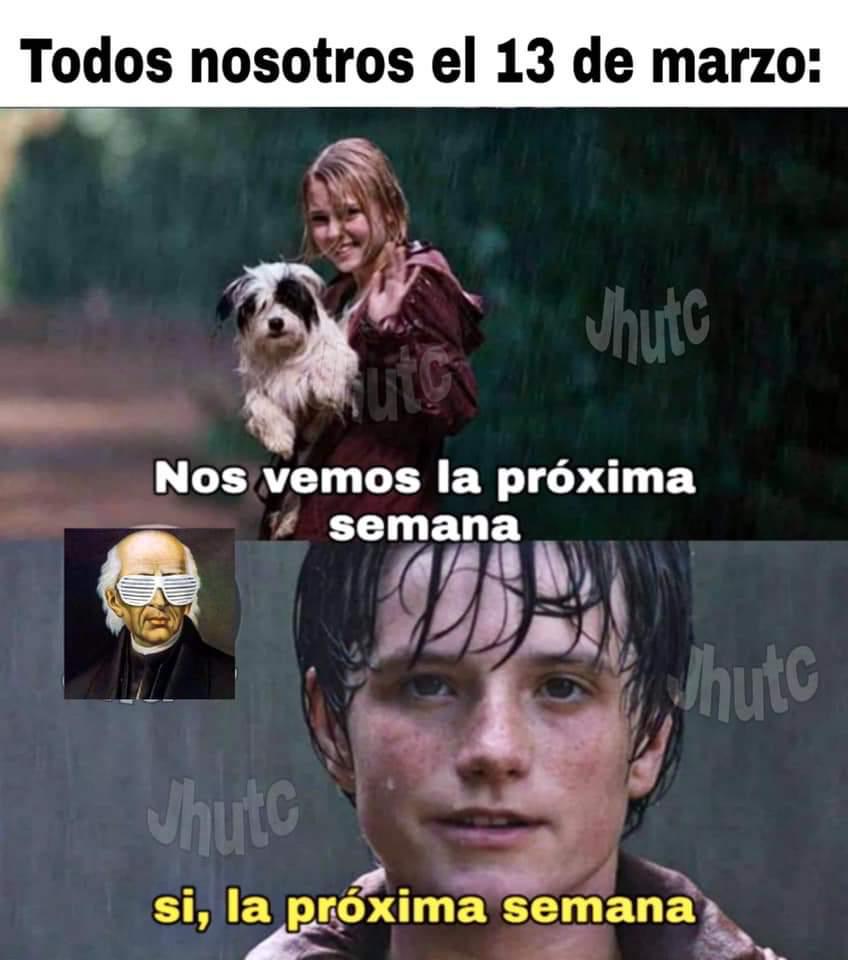 Todos nosotros el 13 de marzo:
Jhutc
Jhutc
Nos vemos la próxima
semana
Jhutc
Jhutc
si, la próxima semana